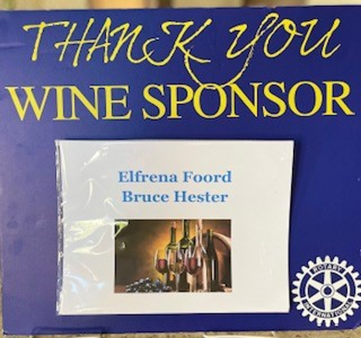 THANK YOU
WINE SPONSOR
Elfrena Foord
Bruce Hester
ROTARY
INTERNATIONAL